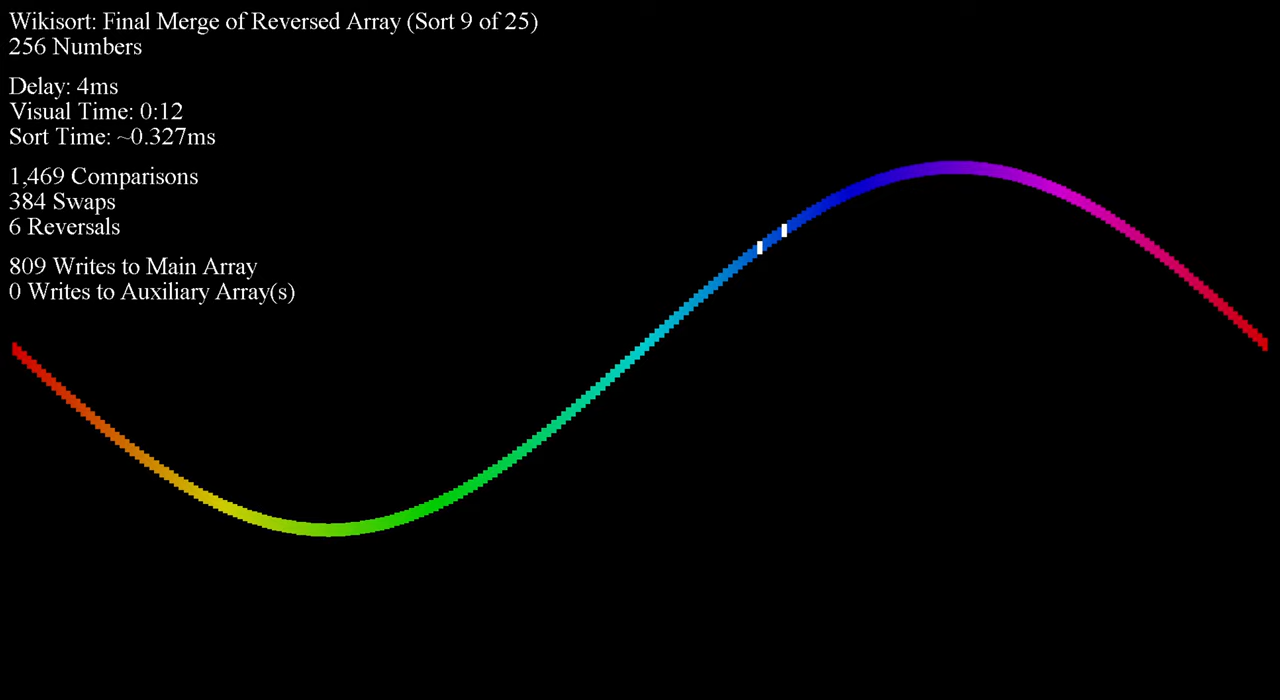 Wikisort: Final Merge of Reversed Array (Sort 9 of 25)
256 Numbers
Delay: 4ms
Visual Time: 0:12
Sort Time: ~0.327ms
1,469 Comparisons
384 Swaps
6 Reversals
809 Writes to Main Array
0 Writes to Auxiliary Array(s)